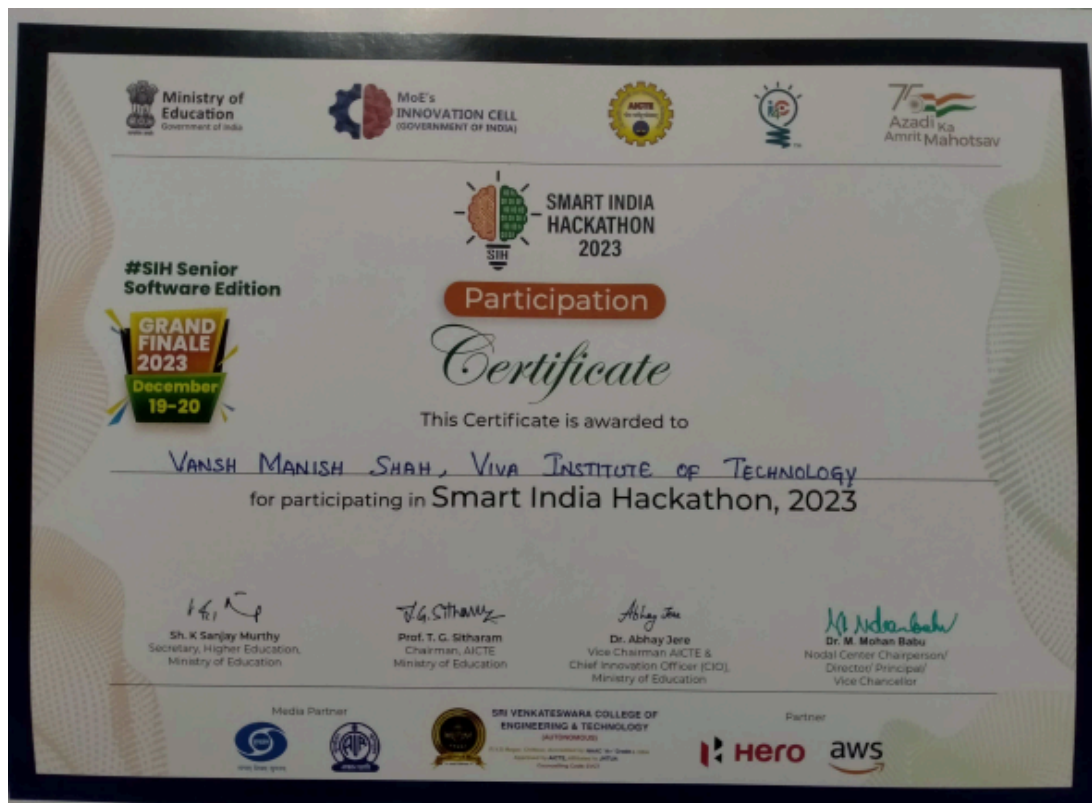 Ministry of
Education
Government of India
MoE's
INNOVATION CELL
(GOVERNMENT OF INDIA)
AICTE
75
Azadi Ka
Amrit Mahotsav
SMART INDIA
HACKATHON
2023
SIH
#SIH Senior
Software Edition
GRAND
FINALE
2023
December
19-20
Participation
Certificate
This Certificate is awarded to
VANSH MANISH SHAH, VIVA INSTITUTE OF TECHNOLOGY
for participating in Smart India Hackathon, 2023
Sh. K Sanjay Murthy
Secretary, Higher Education,
Ministry of Education
T.G. Sitharam
Prof. T. G. Sitharam
Chairman, AICTE
Ministry of Education
Abhay Jere
Dr. Abhay Jere
Vice Chairman AICTE &
Chief Innovation Officer (CIO),
Ministry of Education
Dr. M. Mohan Babu
Nodal Center Chairperson/
Director/ Principal/
Vice Chancellor
Media Partner
SRI VENKATESWARA COLLEGE OF
ENGINEERING & TECHNOLOGY
(AUTONOMOUS)
Partner
Hero
aws